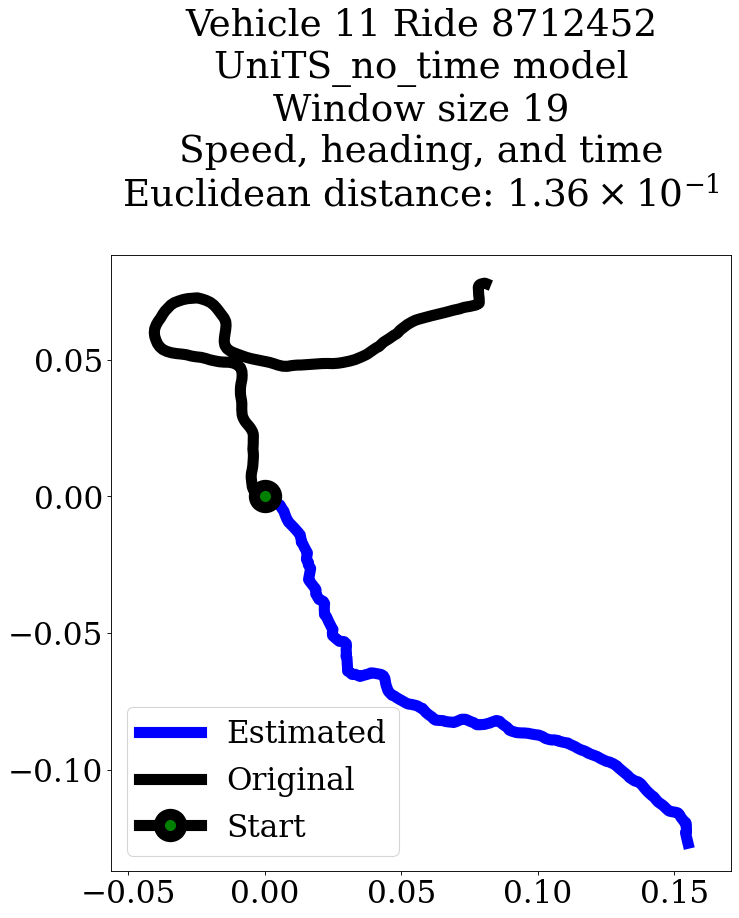 Vehicle 11 Ride 8712452
UniTS_no_time model
Window size 19
Speed, heading, and time
Euclidean distance: 1.36 × 10⁻¹
0.05
0.00
−0.05
−0.10
Estimated
Original
Start
−0.05 0.00 0.05 0.10 0.15